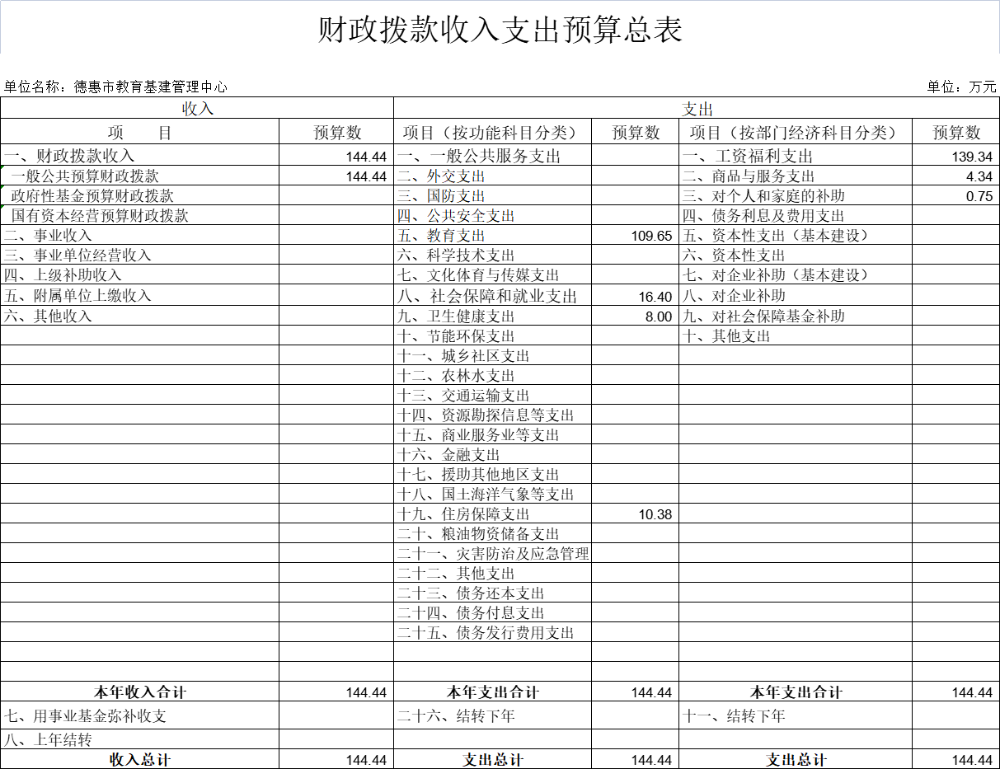 财政拨款收入支出预算总表
单位名称：德惠市教育基建管理中心 单位：万元
收入 支出
项 目 预算数 项目（按功能科目分类） 预算数 项目（按部门经济科目分类） 预算数
一、财政拨款收入 144.44 一、一般公共服务支出 一、工资福利支出 139.34
一般公共预算财政拨款 144.44 二、外交支出 二、商品与服务支出 4.34
政府性基金预算财政拨款 三、国防支出 三、对个人和家庭的补助 0.75
国有资本经营预算财政拨款 四、公共安全支出 四、债务利息及费用支出
二、事业收入 五、教育支出 109.65 五、资本性支出（基本建设）
三、事业单位经营收入 六、科学技术支出 六、资本性支出
四、上级补助收入 七、文化体育与传媒支出 七、对企业补助（基本建设）
五、附属单位上缴收入 八、社会保障和就业支出 16.40 八、对企业补助
六、其他收入 九、卫生健康支出 8.00 九、对社会保障基金补助
十、节能环保支出 十、其他支出
十一、城乡社区支出
十二、农林水支出
十三、交通运输支出
十四、资源勘探信息等支出
十五、商业服务业等支出
十六、金融支出
十七、援助其他地区支出
十八、国土海洋气象等支出
十九、住房保障支出 10.38
二十、粮油物资储备支出
二十一、灾害防治及应急管理
二十二、其他支出
二十三、债务还本支出
二十四、债务付息支出
二十五、债务发行费用支出
本年收入合计 144.44 本年支出合计 144.44 本年支出合计 144.44
七、用事业基金弥补收支 二十六、结转下年 十一、结转下年
八、上年结转
收入总计 144.44 支出总计 144.44 支出总计 144.44